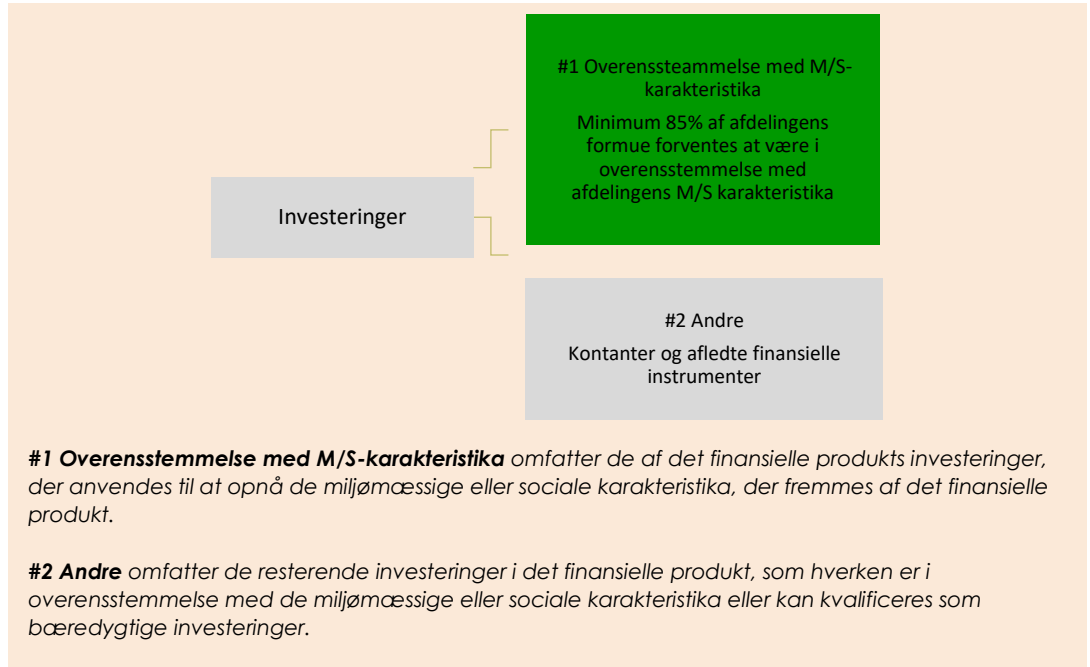 #1 Overenssteammelse med M/S-
karakteristika
Minimum 85% af afdelingens
formue forventes at være i
overensstemmelse med
afdelingens M/S karakteristika
Investeringer
#2 Andre
Kontanter og afledte finansielle
instrumenter
#1 Overensstemmelse med M/S-karakteristika omfatter de af det finansielle produkts investeringer,
der anvendes til at opnå de miljømæssige eller sociale karakteristika, der fremmes af det finansielle
produkt.
#2 Andre omfatter de resterende investeringer i det finansielle produkt, som hverken er i
overensstemmelse med de miljømæssige eller sociale karakteristika eller kan kvalificeres som
bæredygtige investeringer.